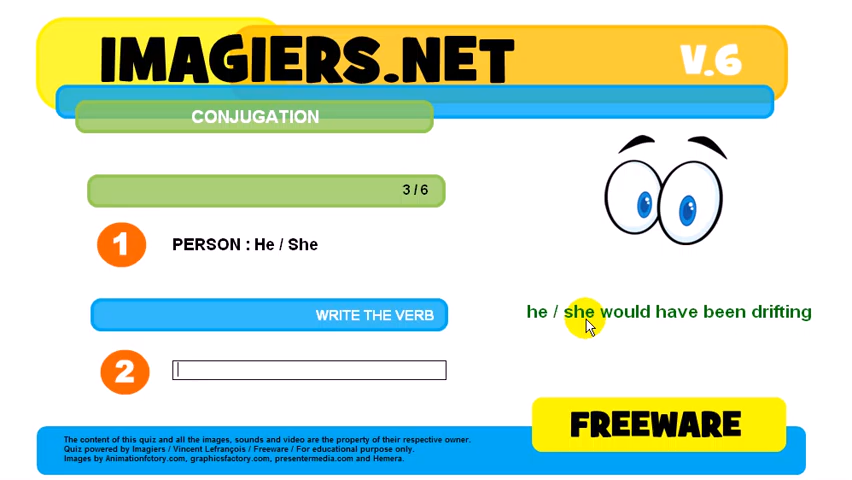 IMAGIERS.NET
V.6
CONJUGATION
3 / 6
1
PERSON : He / She
WRITE THE VERB
he / she would have been drifting
2
FREEWARE
The content of this quiz and all the images, sounds and video are the property of their respective owner.
Quiz powered by Imagiers / Vincent Lefrançois / Freeware / For educational purpose only.
Images by Animationfctory.com, graphicsfactory.com, presentermedia.com and Hemera.